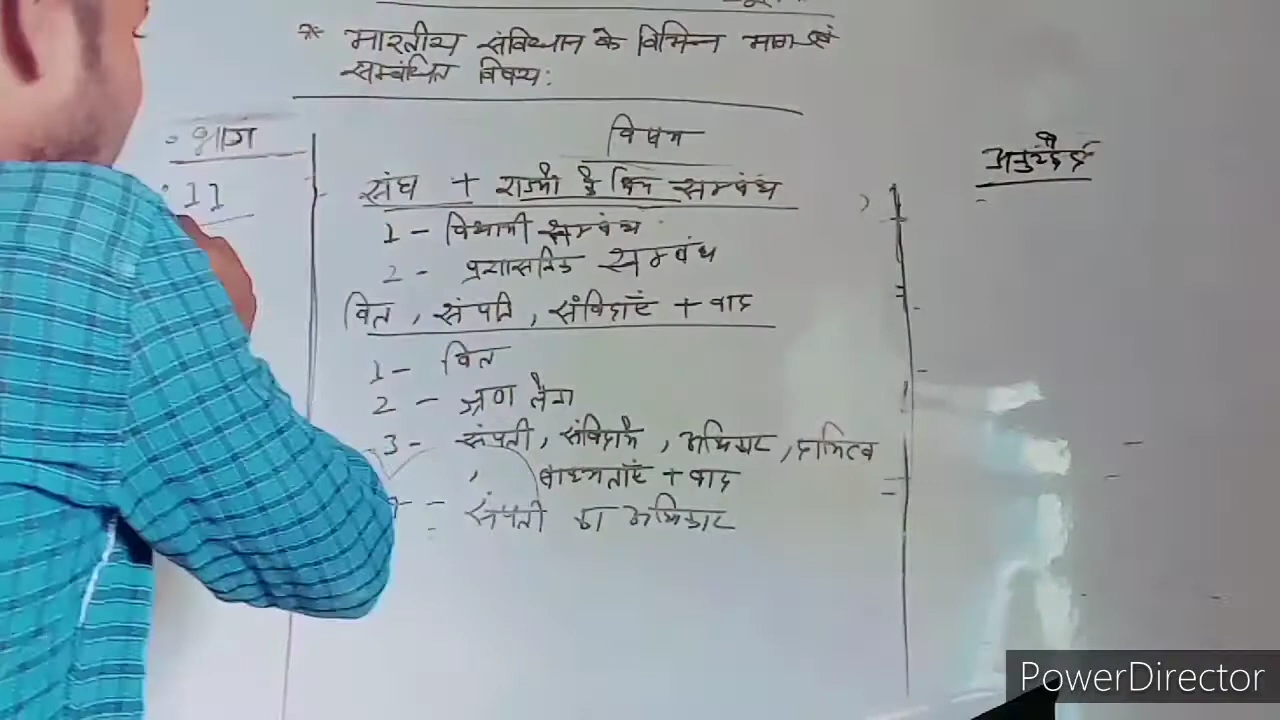 * भारतीय संविधान के विभिन्न भाग एवं
सम्बंधित विषय:
भाग
विषय
अनुच्छेद
11
संघ + राज्यों के बिच सम्बंध
1- विधायी सम्बंध
2 - प्रशासनिक सम्बंध
वित्त, संपति, संविदाएँ + वाद
1- वित्त
2 - ऋण लेना
3- संपती, संविदाएँ, अधिकार, दायित्व
, बाध्यताएँ + वाद
- संपती का अधिकार
PowerDirector